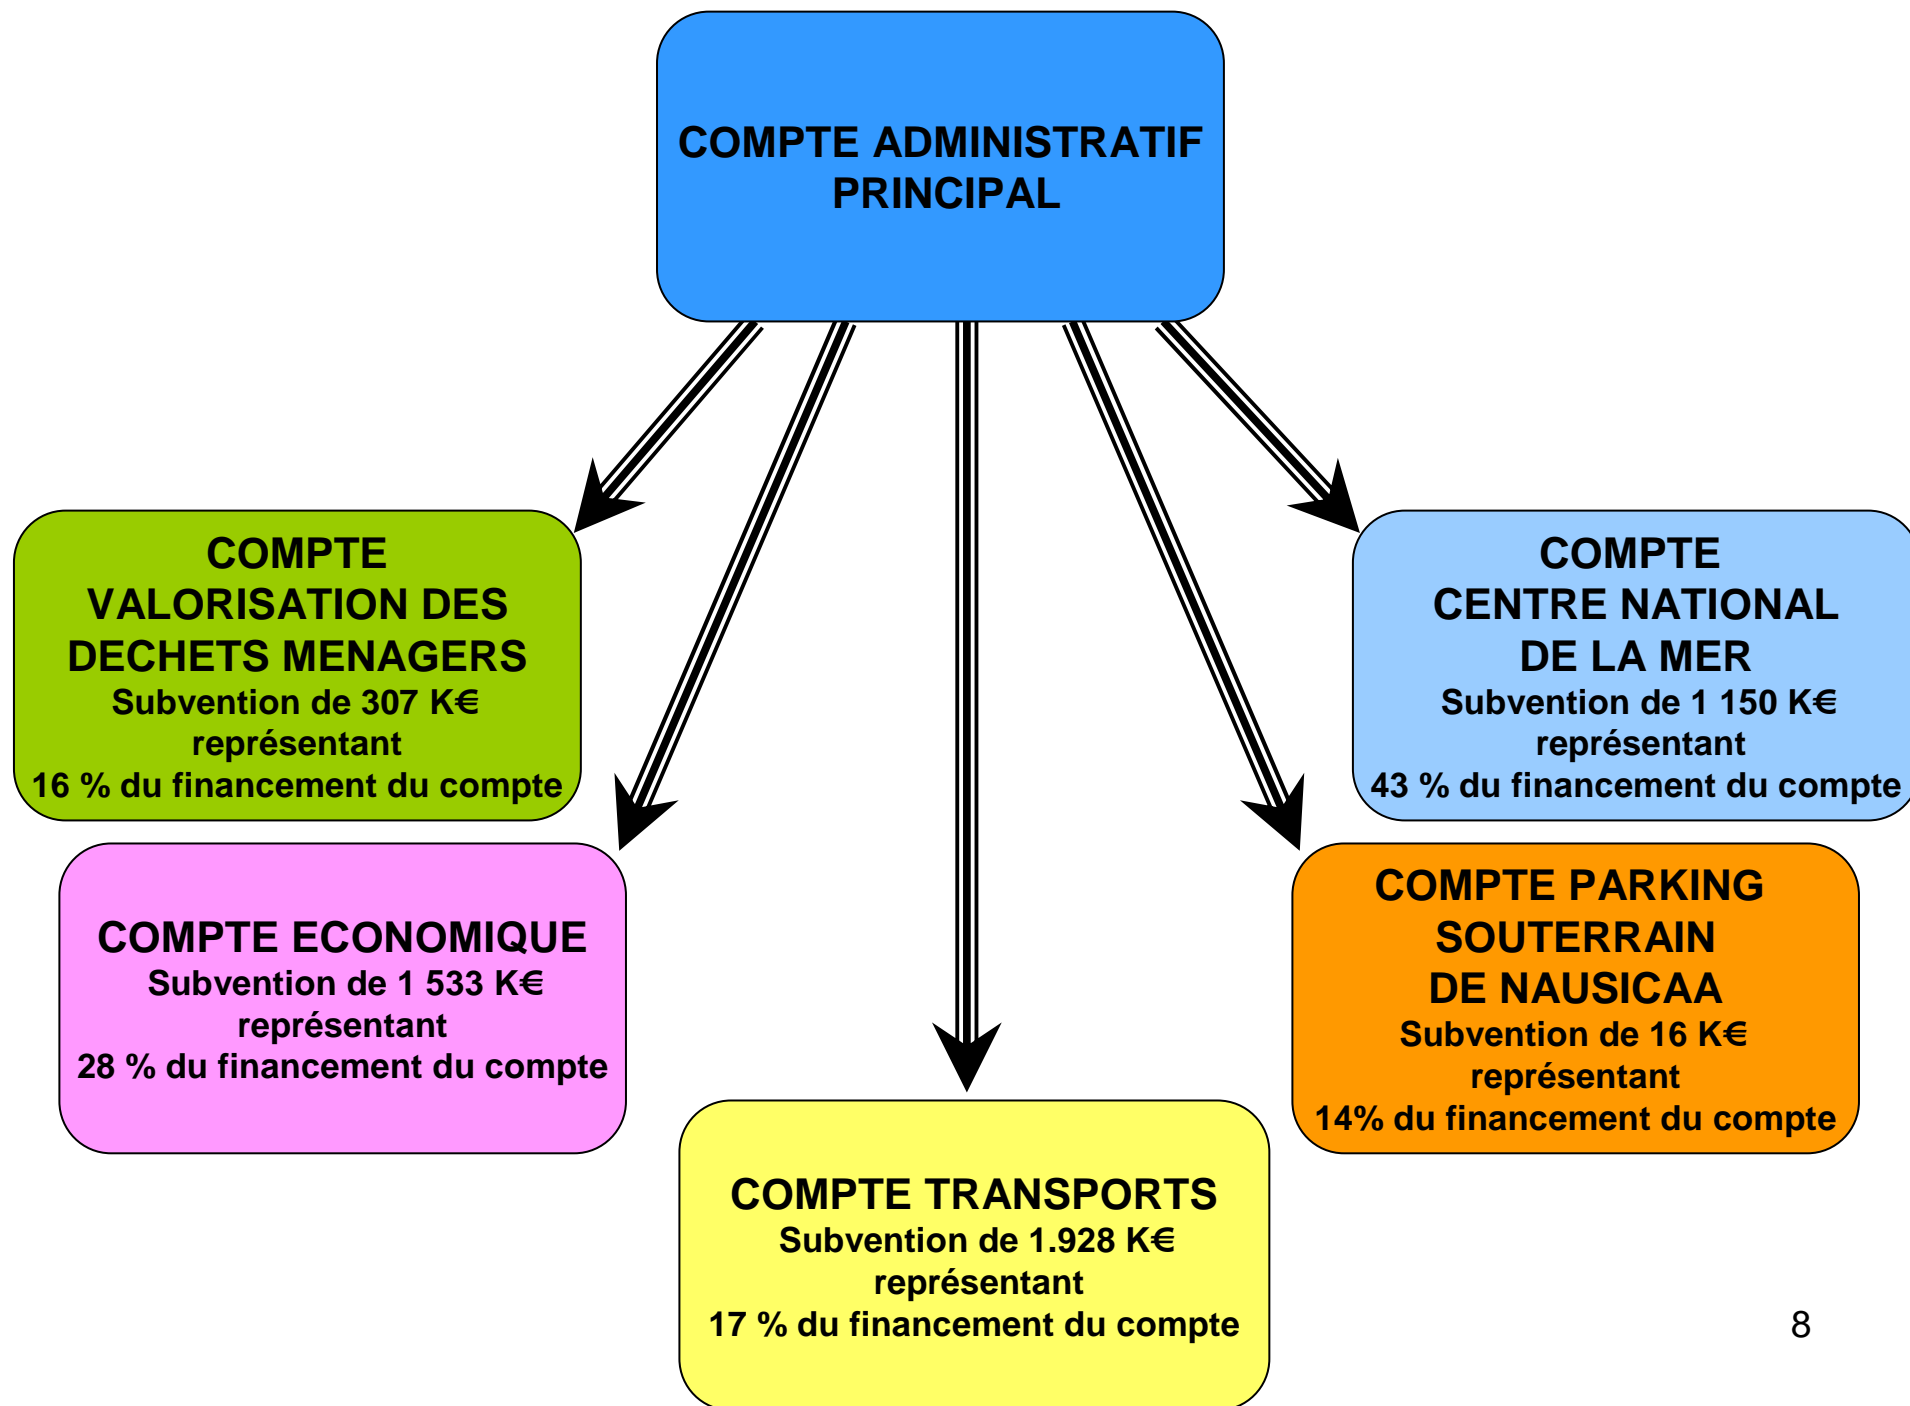 COMPTE ADMINISTRATIF
PRINCIPAL
COMPTE
VALORISATION DES
DECHETS MENAGERS
Subvention de 307 K€
représentant
16 % du financement du compte
COMPTE
CENTRE NATIONAL
DE LA MER
Subvention de 1 150 K€
représentant
43 % du financement du compte
COMPTE ECONOMIQUE
Subvention de 1 533 K€
représentant
28 % du financement du compte
COMPTE PARKING
SOUTERRAIN
DE NAUSICAA
Subvention de 16 K€
représentant
14% du financement du compte
COMPTE TRANSPORTS
Subvention de 1.928 K€
représentant
17 % du financement du compte
8